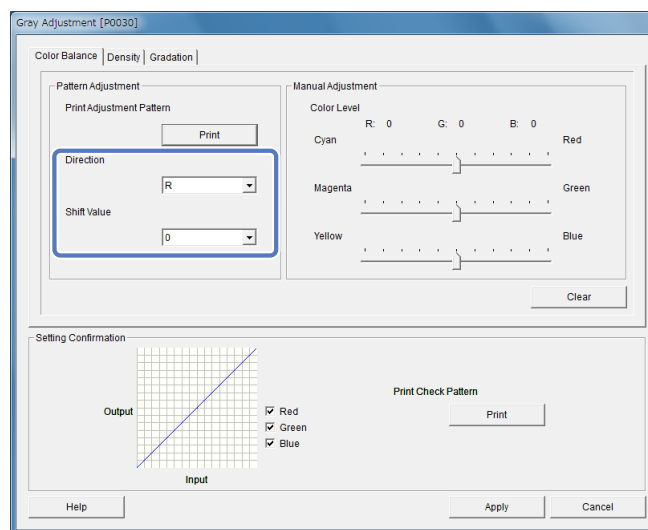 Gray Adjustment [P0030]
Color Balance Density Gradation
Pattern Adjustment
Print Adjustment Pattern
Print
Direction
R
Shift Value
0
Manual Adjustment
Color Level
R: 0 G: 0 B: 0
Cyan Red
Magenta Green
Yellow Blue
Clear
Setting Confirmation
Output
Input
Red
Green
Blue
Print Check Pattern
Print
Help Apply Cancel